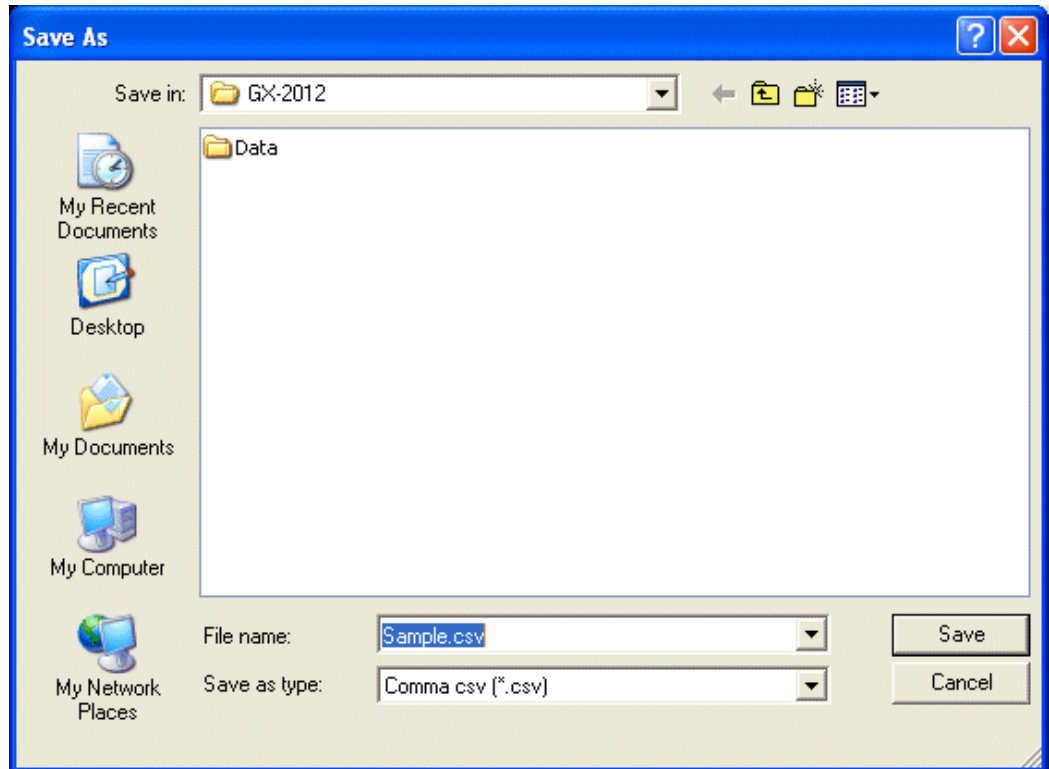 Save As
Save in:
GX-2012
Data
My Recent
Documents
Desktop
My Documents
My Computer
My Network
Places
File name:
Sample.csv
Save
Save as type:
Comma csv (*.csv)
Cancel